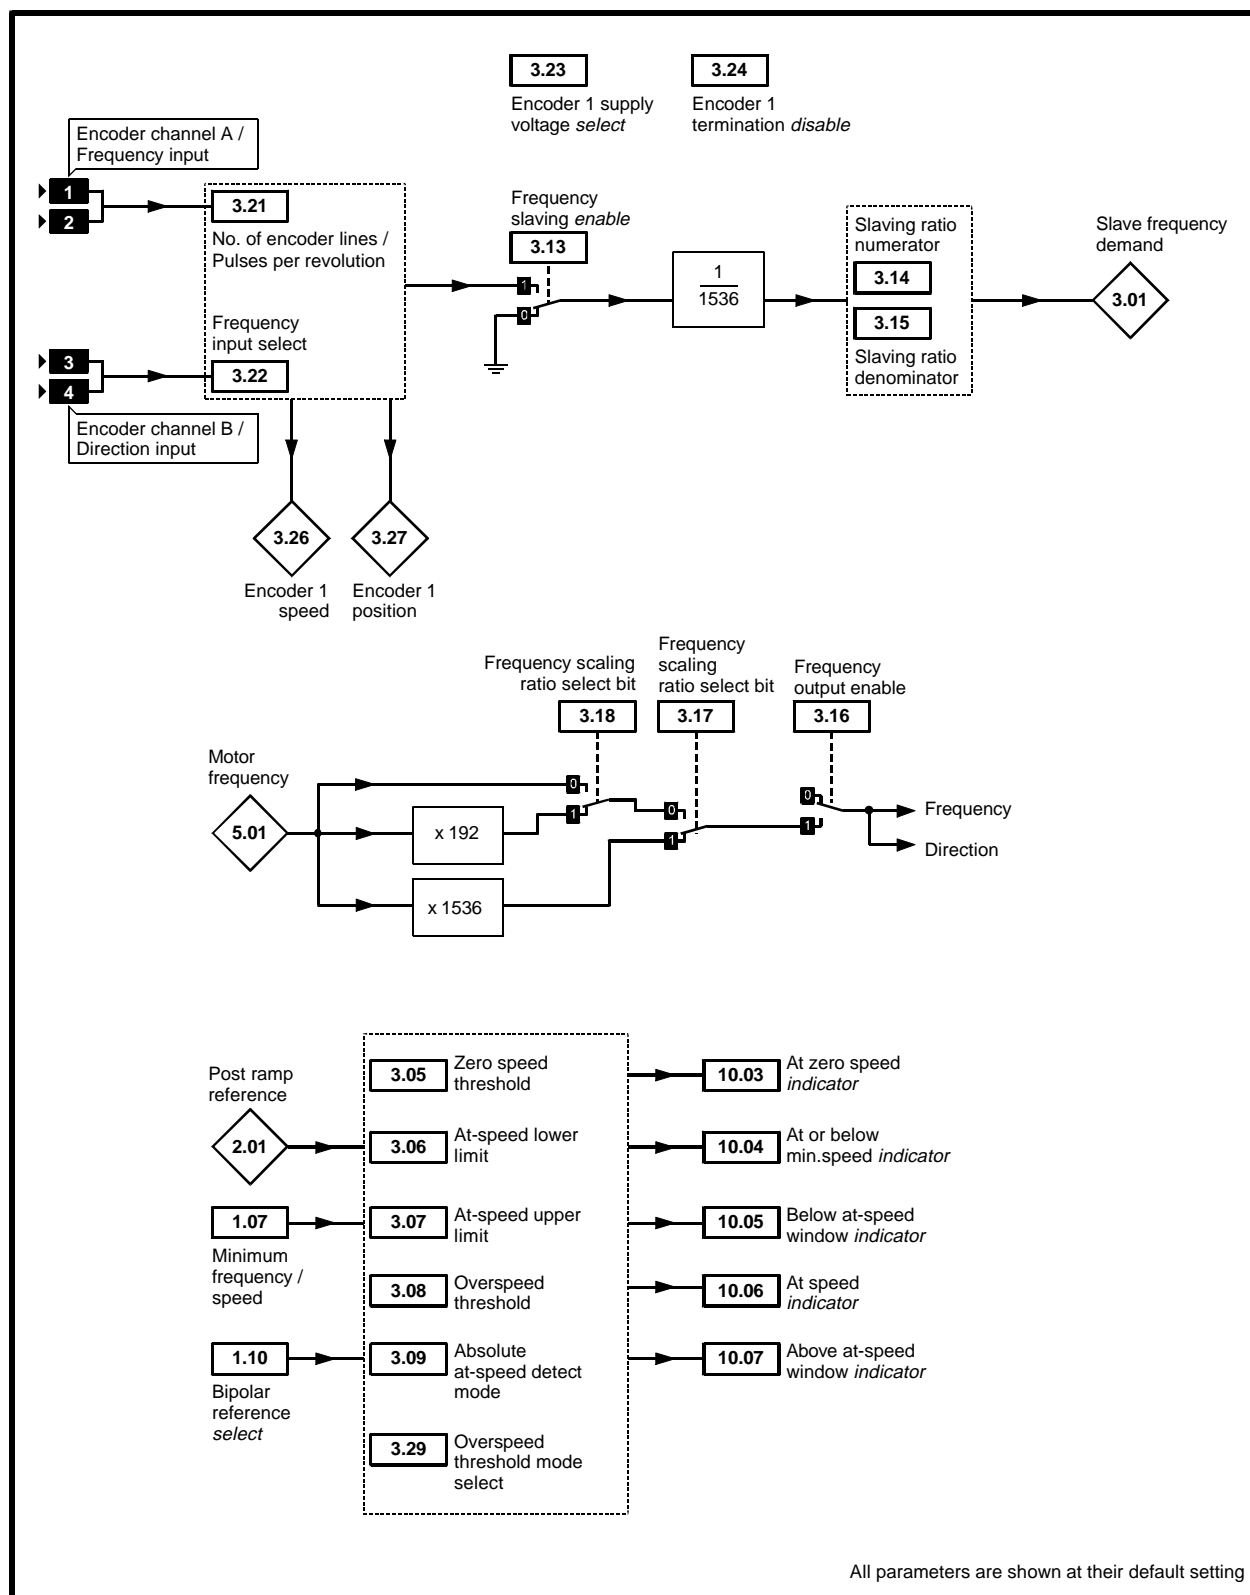 3.23
3.24
Encoder 1 supply
voltage select
Encoder 1
termination disable
Encoder channel A /
Frequency input
1
2
3.21
No. of encoder lines /
Pulses per revolution
Frequency
input select
3.22
3
4
Encoder channel B /
Direction input
Frequency
slaving enable
3.13
1
0
1
1536
Slaving ratio
numerator
3.14
3.15
Slaving ratio
denominator
Slave frequency
demand
3.01
3.26
3.27
Encoder 1
speed
Encoder 1
position
Frequency scaling
ratio select bit
3.18
Frequency
scaling
ratio select bit
3.17
Frequency
output enable
3.16
Motor
frequency
5.01
x 192
x 1536
0
1
0
1
0
1
Frequency
Direction
Post ramp
reference
2.01
1.07
Minimum
frequency /
speed
1.10
Bipolar
reference
select
3.05
Zero speed
threshold
3.06
At-speed lower
limit
3.07
At-speed upper
limit
3.08
Overspeed
threshold
3.09
Absolute
at-speed detect
mode
3.29
Overspeed
threshold mode
select
10.03
At zero speed
indicator
10.04
At or below
min.speed indicator
10.05
Below at-speed
window indicator
10.06
At speed
indicator
10.07
Above at-speed
window indicator
All parameters are shown at their default setting